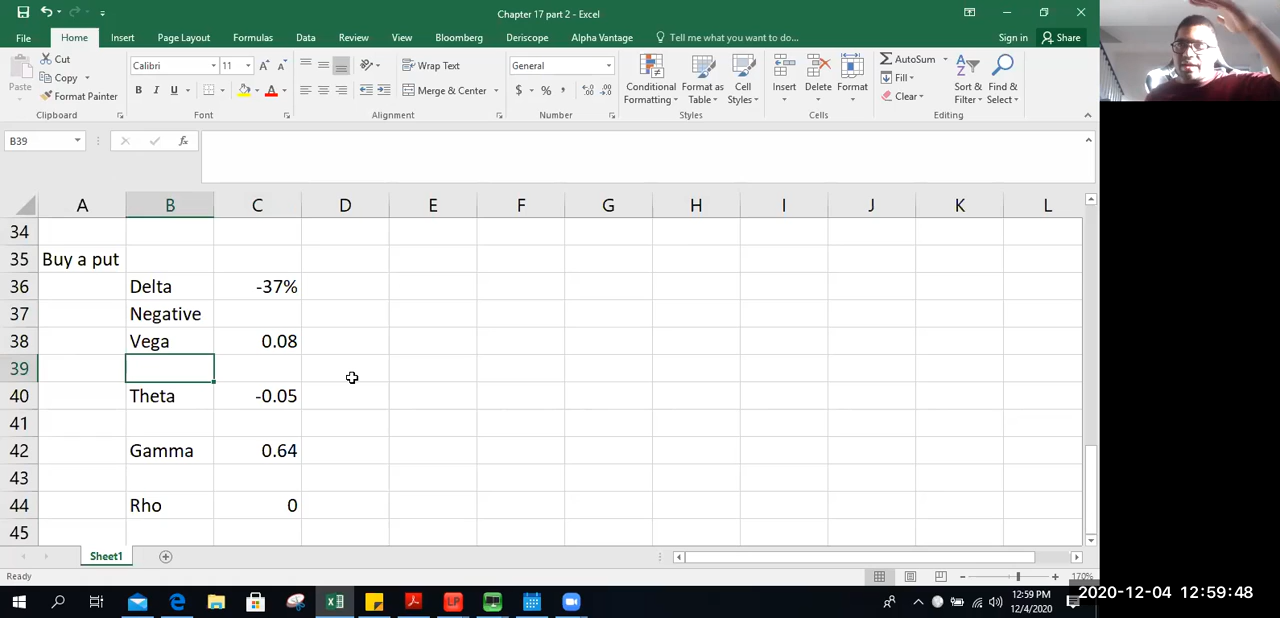 Chapter 17 part 2 - Excel
File Home Insert Page Layout Formulas Data Review View Bloomberg Deriscope Alpha Vantage Tell me what you want to do... Sign in Share
Paste
Cut
Copy
Format Painter
Clipboard
Calibri 11
B I U
Font
Wrap Text
Merge & Center
Alignment
General
$ %
Number
Conditional Formatting
Format as Table
Cell Styles
Styles
Insert Delete Format
Cells
AutoSum
Fill
Clear
Sort & Filter
Find & Select
Editing
B39 fx
A B C D E F G H I J K L
34
35 Buy a put
36 Delta -37%
37 Negative
38 Vega 0.08
39
40 Theta -0.05
41
42 Gamma 0.64
43
44 Rho 0
45
Sheet1
Ready 170%
12:59 PM
12/4/2020
2020-12-04 12:59:48